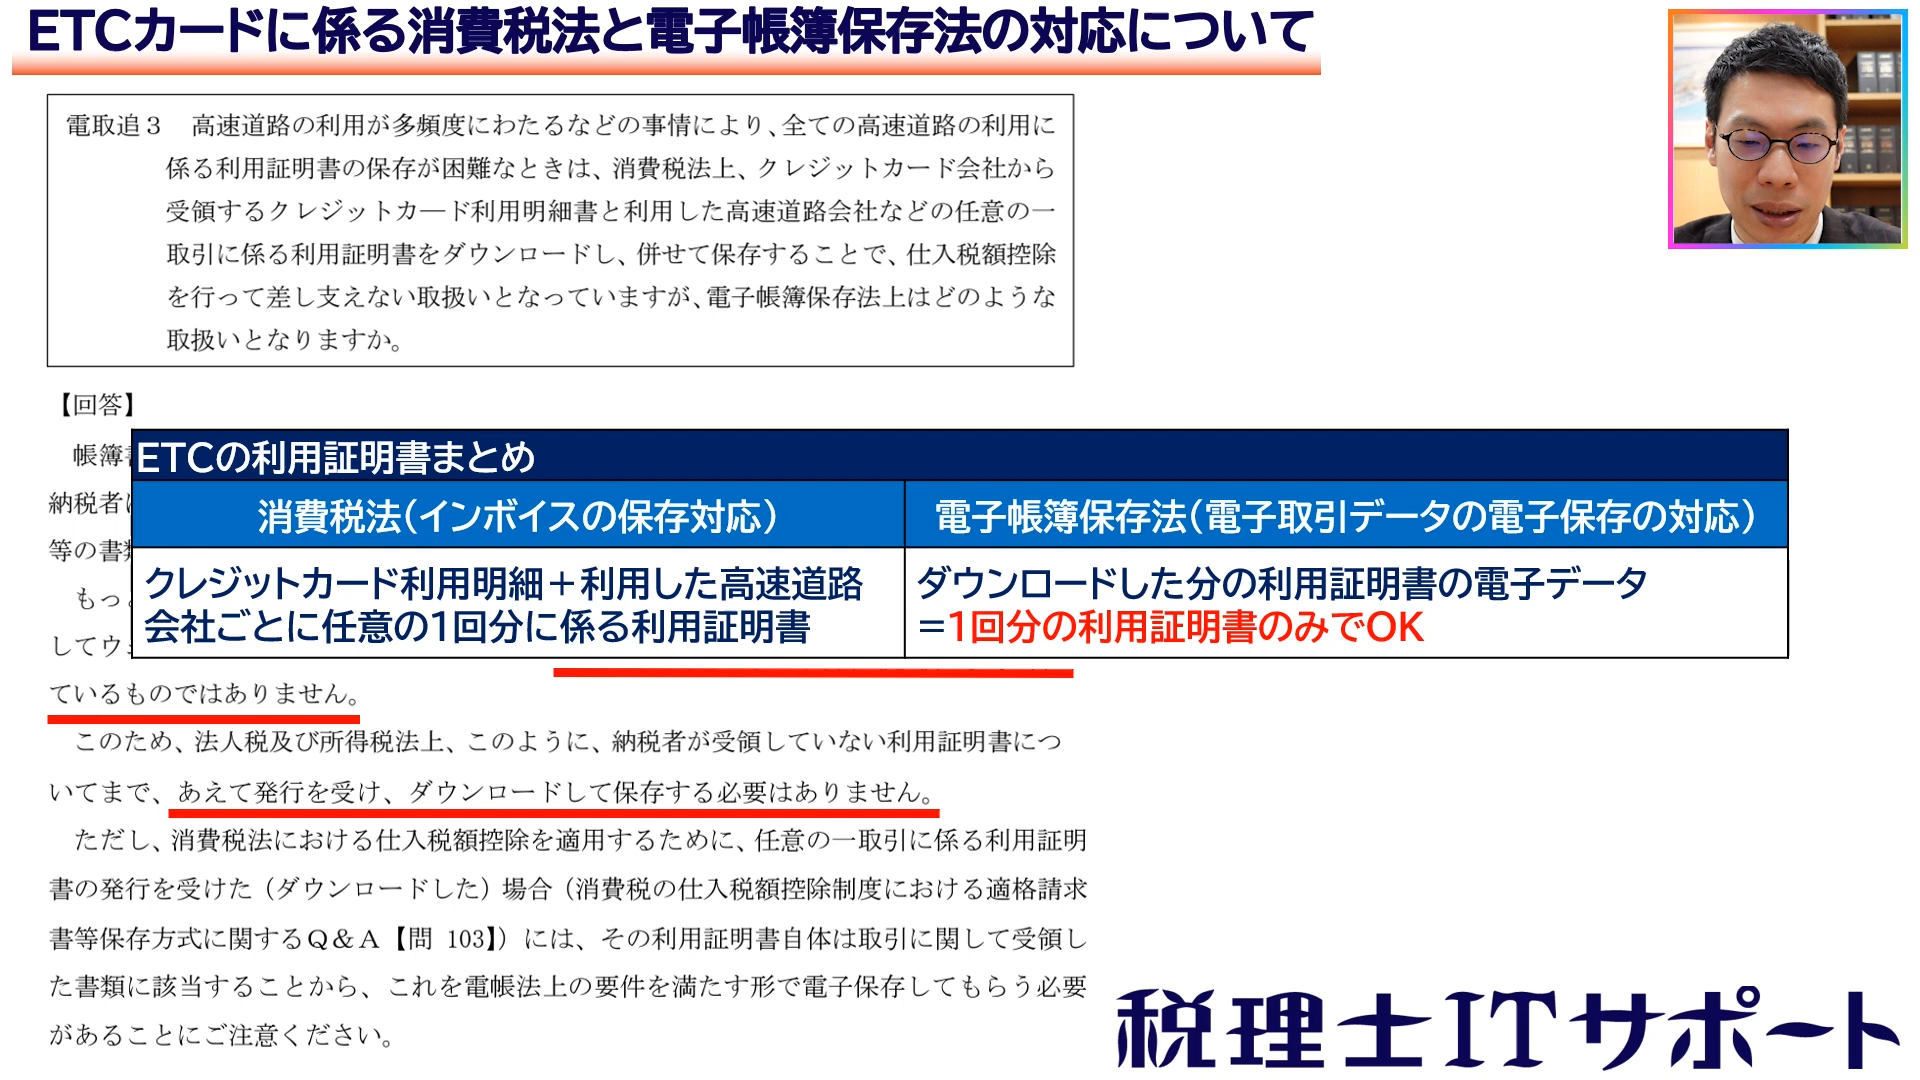 ETCカードに係る消費税法と電子帳簿保存法の対応について
電取追３　高速道路の利用が多頻度にわたるなどの事情により、全ての高速道路の利用に
係る利用証明書の保存が困難なときは、消費税法上、クレジットカード会社から
受領するクレジットカ―ド利用明細書と利用した高速道路会社などの任意の一
取引に係る利用証明書をダウンロードし、併せて保存することで、仕入税額控除
を行って差し支えない取扱いとなっていますが、電子帳簿保存法上はどのような
取扱いとなりますか。
【回答】
帳簿
納税者
等の書
もっ
してウ
ETCの利用証明書まとめ
消費税法（インボイスの保存対応）
電子帳簿保存法（電子取引データの電子保存の対応）
クレジットカード利用明細＋利用した高速道路
会社ごとに任意の1回分に係る利用証明書
ダウンロードした分の利用証明書の電子データ
＝1回分の利用証明書のみでOK
ているものではありません。
このため、法人税及び所得税法上、このように、納税者が受領していない利用証明書につ
いてまで、あえて発行を受け、ダウンロードして保存する必要はありません。
ただし、消費税法における仕入税額控除を適用するために、任意の一取引に係る利用証明
書の発行を受けた（ダウンロードした）場合（消費税の仕入税額控除制度における適格請求
書等保存方式に関するＱ＆Ａ【問 103】）には、その利用証明書自体は取引に関して受領し
た書類に該当することから、これを電帳法上の要件を満たす形で電子保存してもらう必要
があることにご注意ください。
税理士ITサポート